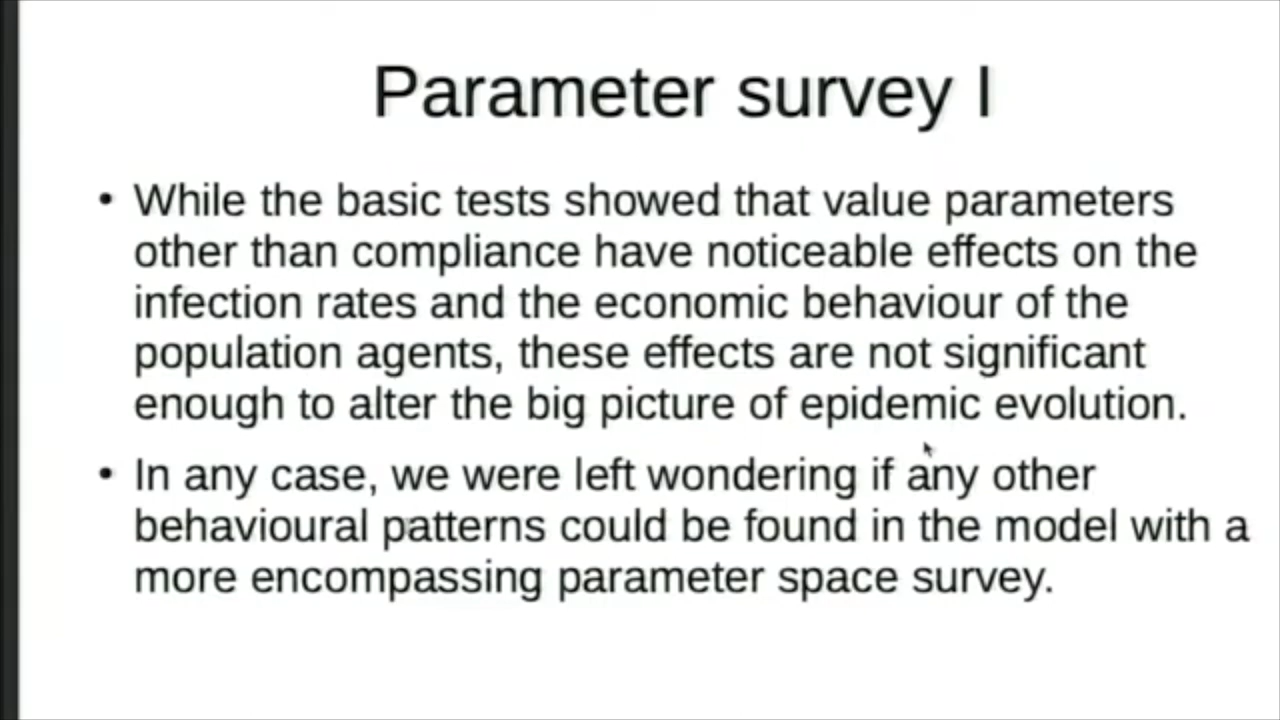 Parameter survey I
• While the basic tests showed that value parameters
other than compliance have noticeable effects on the
infection rates and the economic behaviour of the
population agents, these effects are not significant
enough to alter the big picture of epidemic evolution.
• In any case, we were left wondering if any other
behavioural patterns could be found in the model with a
more encompassing parameter space survey.